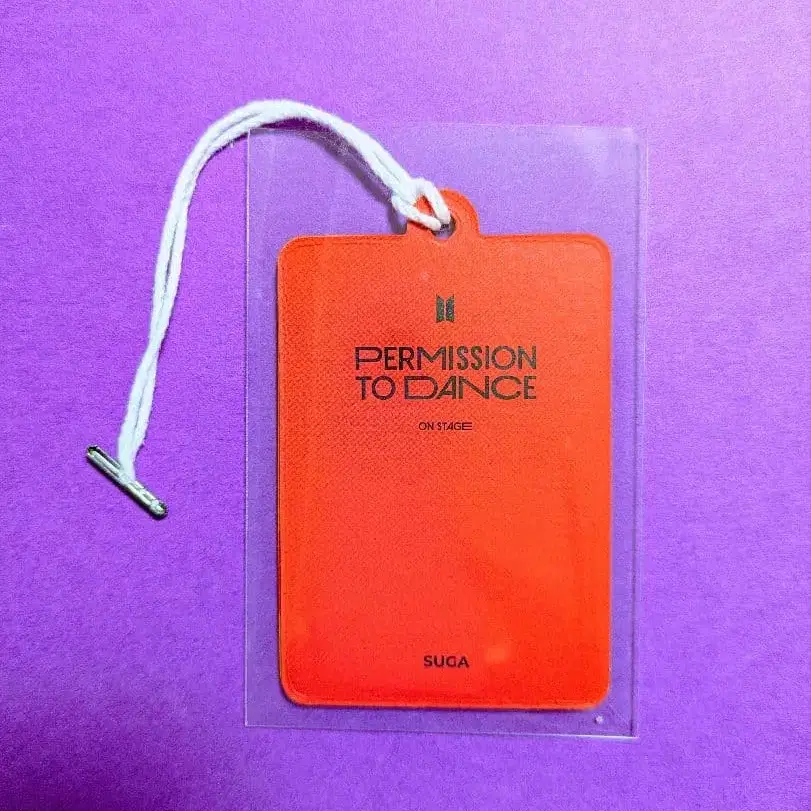 PERMISSION
TO DANCE
ON STAGE
SUGA